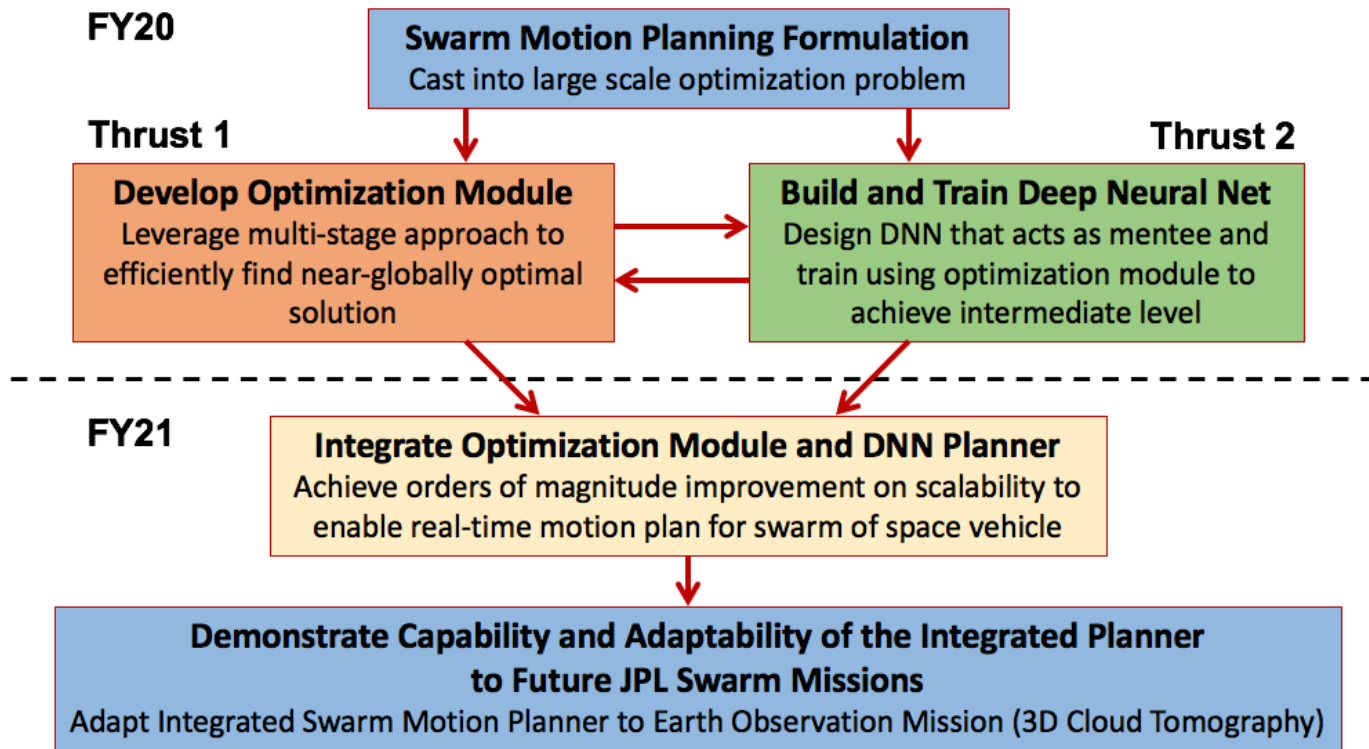 FY20
Swarm Motion Planning Formulation
Cast into large scale optimization problem
Thrust 1
Thrust 2
Develop Optimization Module
Leverage multi-stage approach to
efficiently find near-globally optimal
solution
Build and Train Deep Neural Net
Design DNN that acts as mentee and
train using optimization module to
achieve intermediate level
FY21
Integrate Optimization Module and DNN Planner
Achieve orders of magnitude improvement on scalability to
enable real-time motion plan for swarm of space vehicle
Demonstrate Capability and Adaptability of the Integrated Planner
to Future JPL Swarm Missions
Adapt Integrated Swarm Motion Planner to Earth Observation Mission (3D Cloud Tomography)